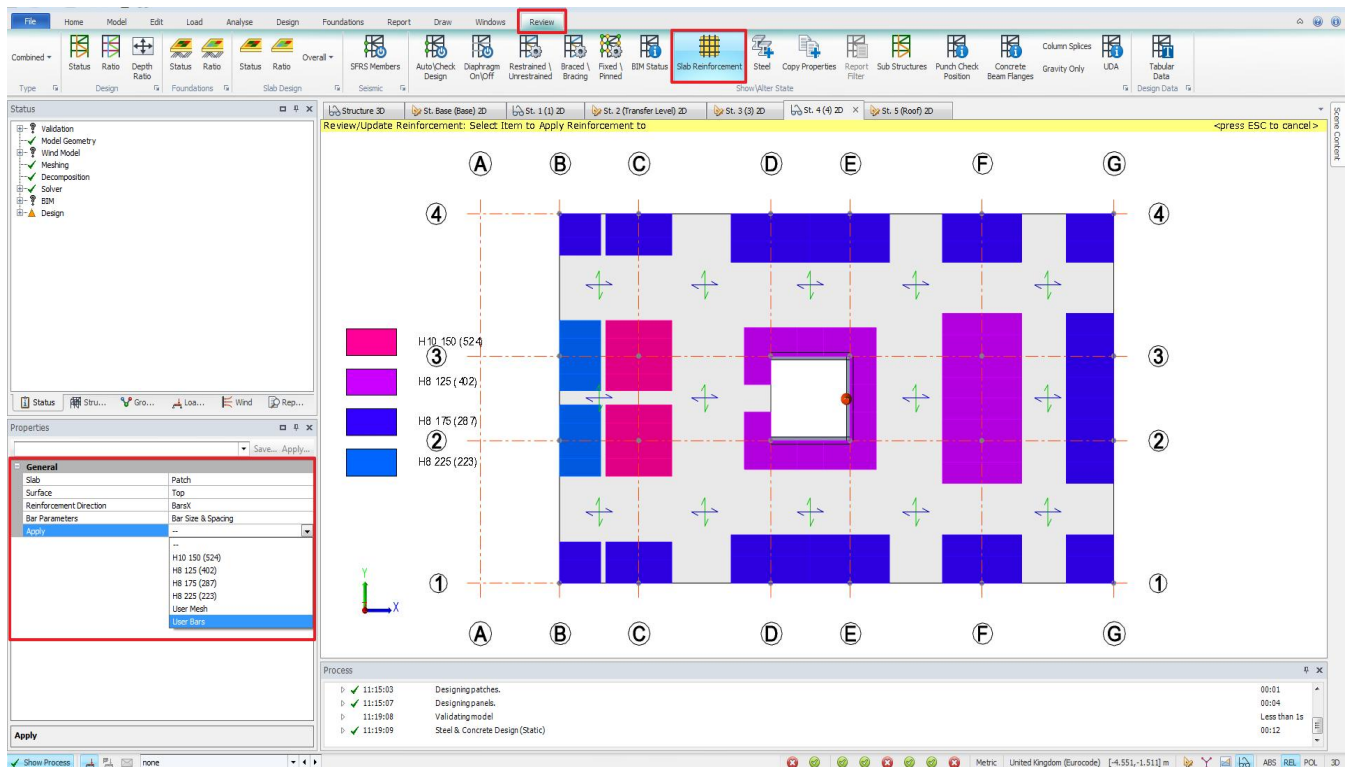 File Home Model Edit Load Analyse Design Foundations Report Draw Windows Review
Combined Status Ratio Depth Ratio Status Ratio Status Ratio Overall SFRS Members Auto\Check Design Diaphragm On\Off Restrained \ Unrestrained Braced \ Bracing Fixed \ Pinned BIM Status Slab Reinforcement Steel Copy Properties Report Filter Sub Structures Punch Check Position Concrete Beam Flanges Column Splices Gravity Only UDA Tabular Data
Type Design Foundations Slab Design Seismic Show\Alter State Design Data
Status
Validation
Model Geometry
Wind Model
Meshing
Decomposition
Solver
BIM
Design
Status Stru... Gro... Loa... Wind Rep...
Properties
Save... Apply...
General
Slab Patch
Surface Top
Reinforcement Direction BarsX
Bar Parameters Bar Size & Spacing
Apply --
--
H10 150 (524)
H8 125 (402)
H8 175 (287)
H8 225 (223)
User Mesh
User Bars
Apply
Structure 3D St. Base (Base) 2D St. 1 (1) 2D St. 2 (Transfer Level) 2D St. 3 (3) 2D St. 4 (4) 2D × St. 5 (Roof) 2D
Review/Update Reinforcement: Select Item to Apply Reinforcement to <press ESC to cancel>
A B C D E F G
4 4
H10 150 (524)
3 3
H8 125 (402)
H8 175 (287)
2 2
H8 225 (223)
Y
X
1 1
A B C D E F G
Scene Content
Process
11:15:03 Designing patches. 00:01
11:15:07 Designing panels. 00:04
11:19:08 Validating model Less than 1s
11:19:09 Steel & Concrete Design (Static) 00:12
Show Process none Metric United Kingdom (Eurocode) [-4.551,-1.511] m ABS REL POL 3D